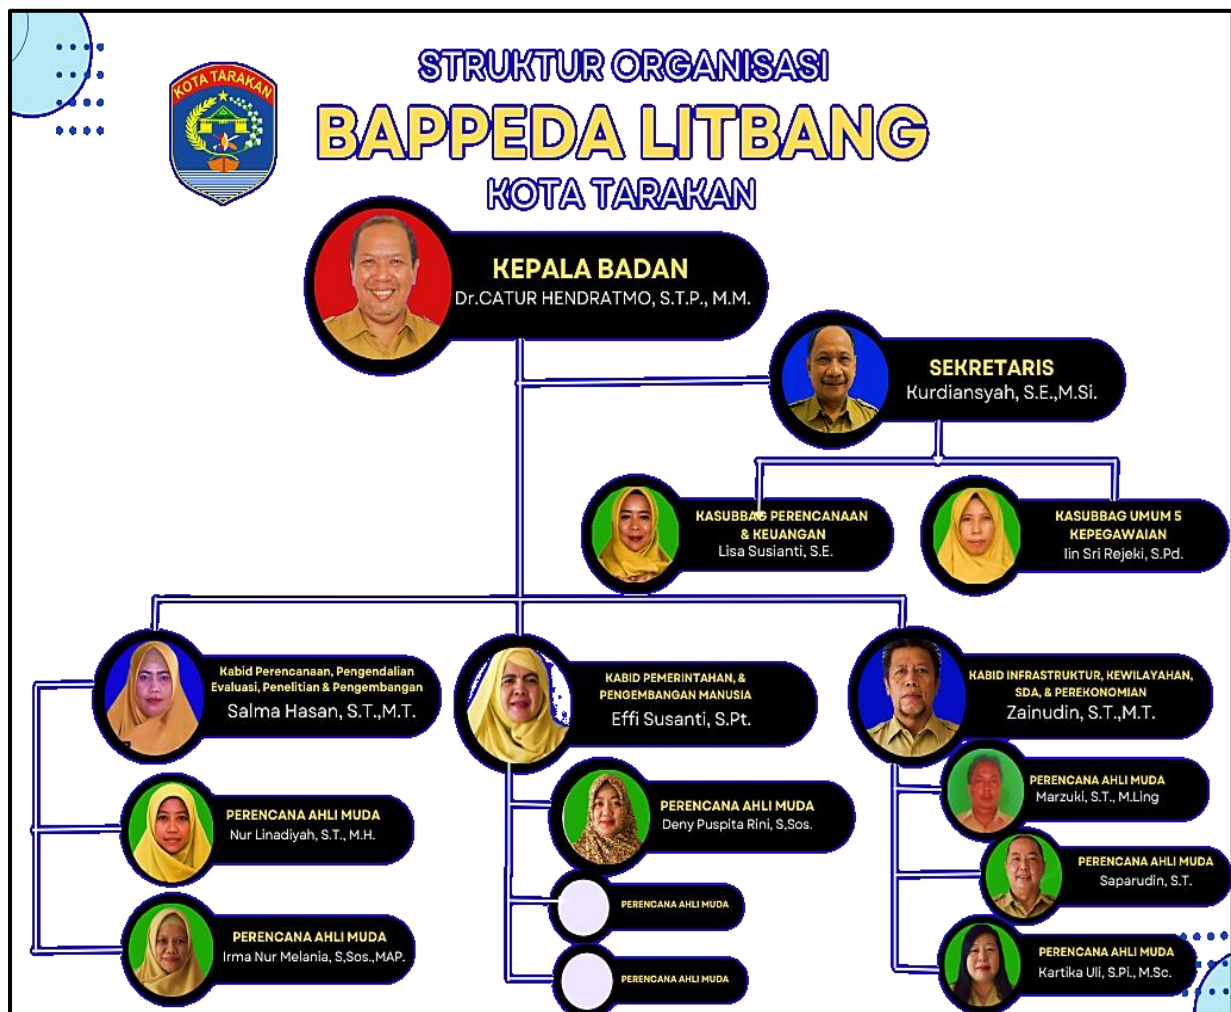 STRUKTUR ORGANISASI
BAPPEDA LITBANG
KOTA TARAKAN
KOTA TARAKAN
KEPALA BADAN
Dr.CATUR HENDRATMO, S.T.P., M.M.
SEKRETARIS
Kurdiansyah, S.E.,M.Si.
KASUBBAG PERENCANAAN
& KEUANGAN
Lisa Susianti, S.E.
KASUBBAG UMUM 5
KEPEGAWAIAN
Iin Sri Rejeki, S.Pd.
Kabid Perencanaan, Pengendalian
Evaluasi, Penelitian & Pengembangan
Salma Hasan, S.T.,M.T.
KABID PEMERINTAHAN, &
PENGEMBANGAN MANUSIA
Effi Susanti, S.Pt.
KABID INFRASTRUKTUR, KEWILAYAHAN,
SDA, & PEREKONOMIAN
Zainudin, S.T.,M.T.
PERENCANA AHLI MUDA
Nur Linadiyah, S.T., M.H.
PERENCANA AHLI MUDA
Irma Nur Melania, S,Sos.,MAP.
PERENCANA AHLI MUDA
Deny Puspita Rini, S,Sos.
PERENCANA AHLI MUDA
PERENCANA AHLI MUDA
PERENCANA AHLI MUDA
Marzuki, S.T., M.Ling
PERENCANA AHLI MUDA
Saparudin, S.T.
PERENCANA AHLI MUDA
Kartika Uli, S.Pi., M.Sc.